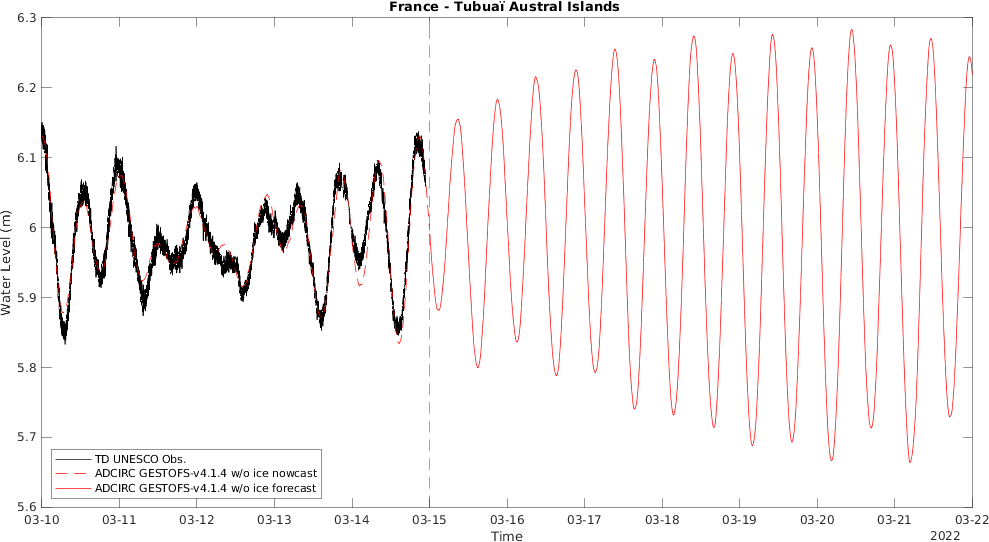 France - Tubuaï Austral Islands
6.3
6.2
6.1
6
5.9
5.8
5.7
5.6
Water Level (m)
TD UNESCO Obs.
ADCIRC GESTOFS-v4.1.4 w/o ice nowcast
ADCIRC GESTOFS-v4.1.4 w/o ice forecast
03-10 03-11 03-12 03-13 03-14 03-15 03-16 03-17 03-18 03-19 03-20 03-21 03-22
Time
2022